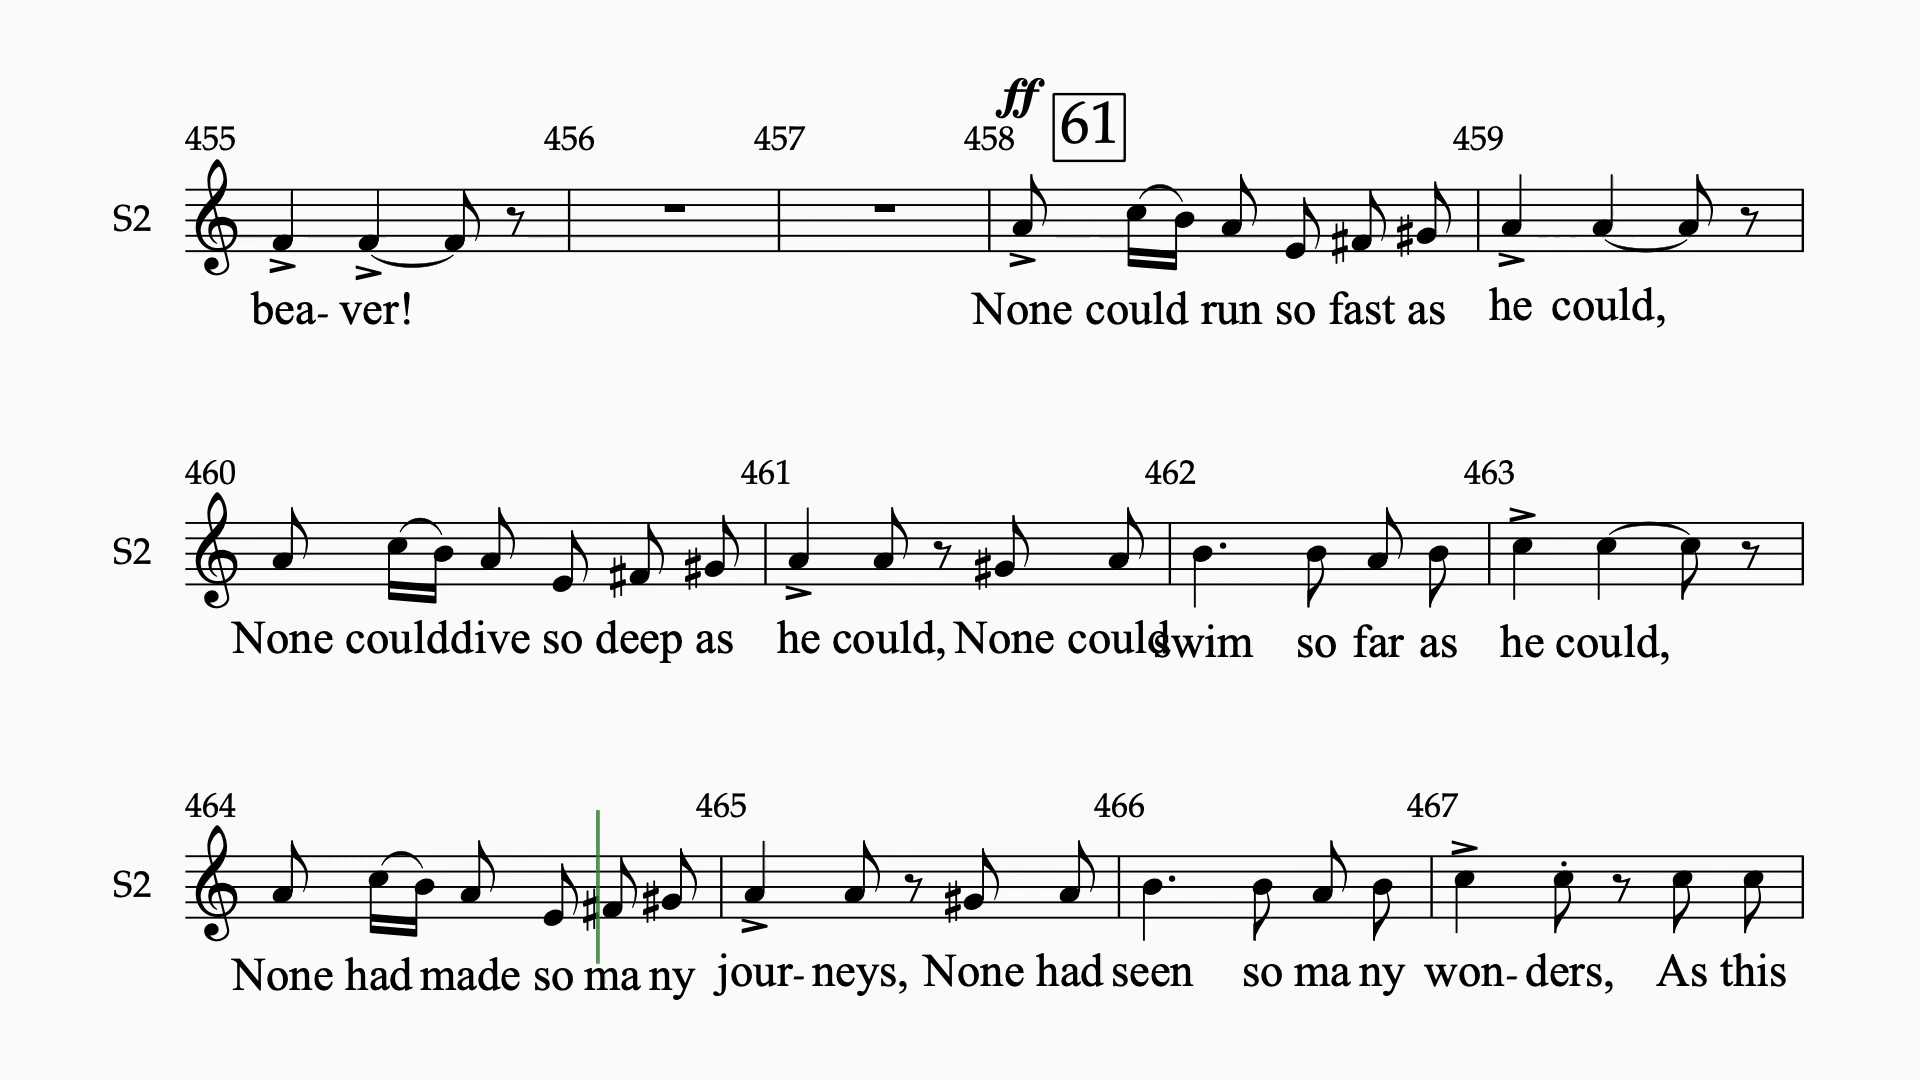 ff 61
455 456 457 458 459
S2
bea- ver! None could run so fast as he could,
460 461 462 463
S2
None could dive so deep as he could, None could swim so far as he could,
464 465 466 467
S2
None had made so ma ny jour- neys, None had seen so ma ny won- ders, As this